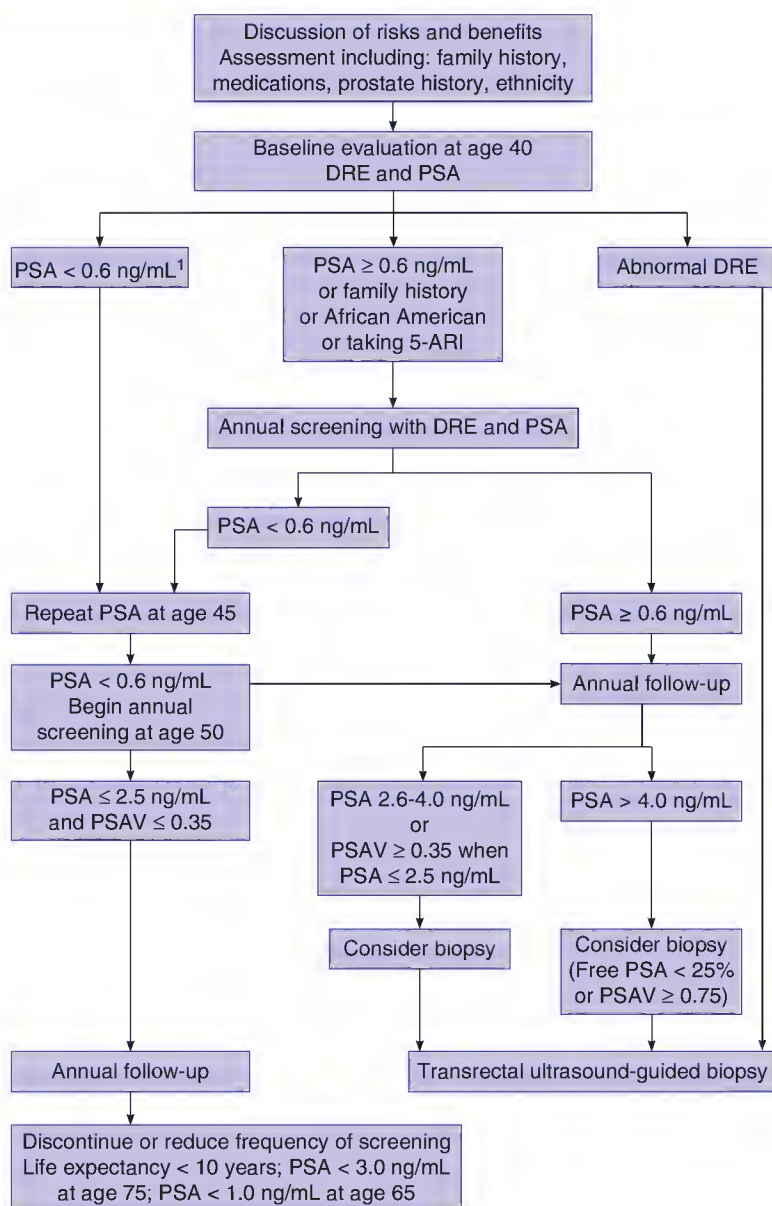 Discussion of risks and benefits
Assessment including: family history,
medications, prostate history, ethnicity
Baseline evaluation at age 40
DRE and PSA
PSA < 0.6 ng/mL¹
PSA ≥ 0.6 ng/mL
or family history
or African American
or taking 5-ARI
Abnormal DRE
Annual screening with DRE and PSA
PSA < 0.6 ng/mL
Repeat PSA at age 45
PSA ≥ 0.6 ng/mL
PSA < 0.6 ng/mL
Begin annual
screening at age 50
Annual follow-up
PSA ≤ 2.5 ng/mL
and PSAV ≤ 0.35
PSA 2.6-4.0 ng/mL
or
PSAV ≥ 0.35 when
PSA ≤ 2.5 ng/mL
PSA > 4.0 ng/mL
Consider biopsy
Consider biopsy
(Free PSA < 25%
or PSAV ≥ 0.75)
Annual follow-up
Transrectal ultrasound-guided biopsy
Discontinue or reduce frequency of screening
Life expectancy < 10 years; PSA < 3.0 ng/mL
at age 75; PSA < 1.0 ng/mL at age 65